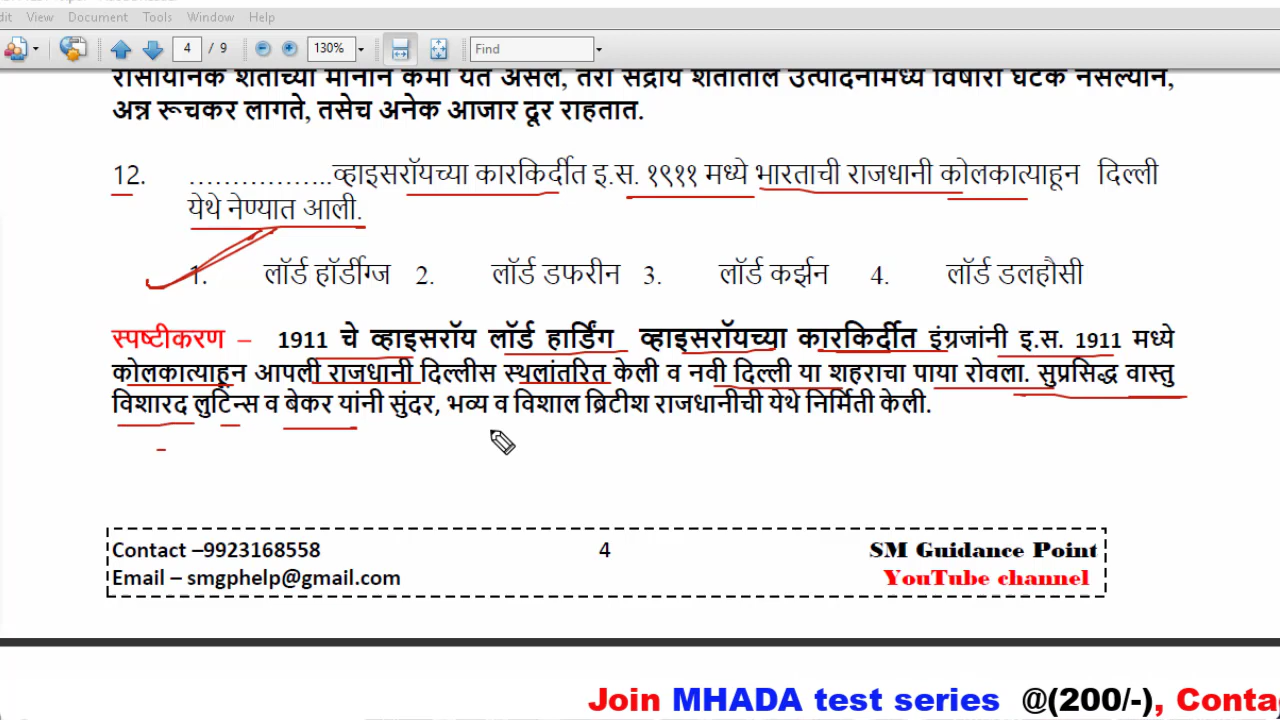 dit View Document Tools Window Help
4 / 9 130% Find
रासायनिक शेतीच्या मानाने कमी येत असले, तरी सेंद्रीय शेतीतील उत्पादनामध्ये विषारी घटक नसल्याने,
अन्न रूचकर लागते, तसेच अनेक आजार दूर राहतात.
12. ……………..व्हाइसरॉयच्या कारकिर्दीत इ.स. १९११ मध्ये भारताची राजधानी कोलकात्याहून दिल्ली
येथे नेण्यात आली.
1. लॉर्ड हॉर्डीग्ज 2. लॉर्ड डफरीन 3. लॉर्ड कर्झन 4. लॉर्ड डलहौसी
स्पष्टीकरण – 1911 चे व्हाइसरॉय लॉर्ड हार्डिंग व्हाइसरॉयच्या कारकिर्दीत इंग्रजांनी इ.स. 1911 मध्ये
कोलकात्याहून आपली राजधानी दिल्लीस स्थलांतरित केली व नवी दिल्ली या शहराचा पाया रोवला. सुप्रसिद्ध वास्तु
विशारद लुटिन्स व बेकर यांनी सुंदर, भव्य व विशाल ब्रिटीश राजधानीची येथे निर्मिती केली.
Contact –9923168558 4 SM Guidance Point
Email – smgphelp@gmail.com YouTube channel
Join MHADA test series @(200/-), Conta